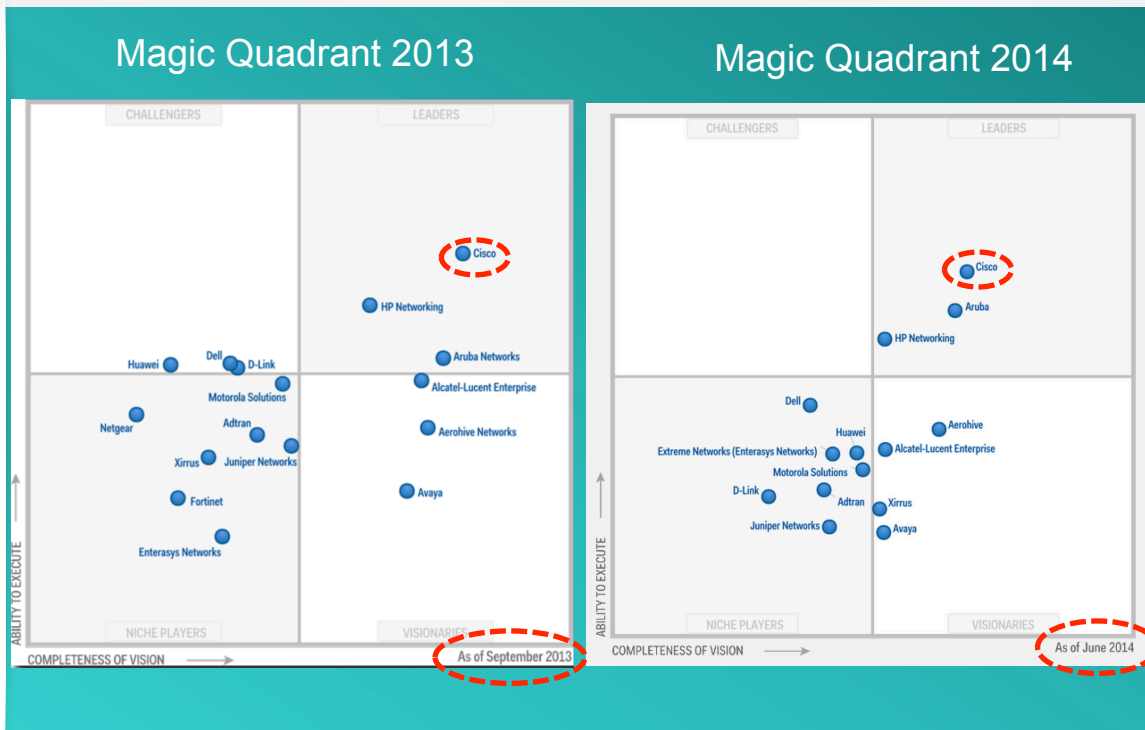 Magic Quadrant 2013
CHALLENGERS
LEADERS
Cisco
HP Networking
Aruba Networks
Huawei
Dell
D-Link
Alcatel-Lucent Enterprise
Motorola Solutions
Netgear
Adtran
Aerohive Networks
Xirrus
Juniper Networks
Avaya
Fortinet
Enterasys Networks
NICHE PLAYERS
VISIONARIES
ABILITY TO EXECUTE
COMPLETENESS OF VISION
As of September 2013
Magic Quadrant 2014
CHALLENGERS
LEADERS
Cisco
Aruba
HP Networking
Dell
Aerohive
Huawei
Extreme Networks (Enterasys Networks)
Alcatel-Lucent Enterprise
Motorola Solutions
D-Link
Adtran
Xirrus
Juniper Networks
Avaya
NICHE PLAYERS
VISIONARIES
ABILITY TO EXECUTE
COMPLETENESS OF VISION
As of June 2014